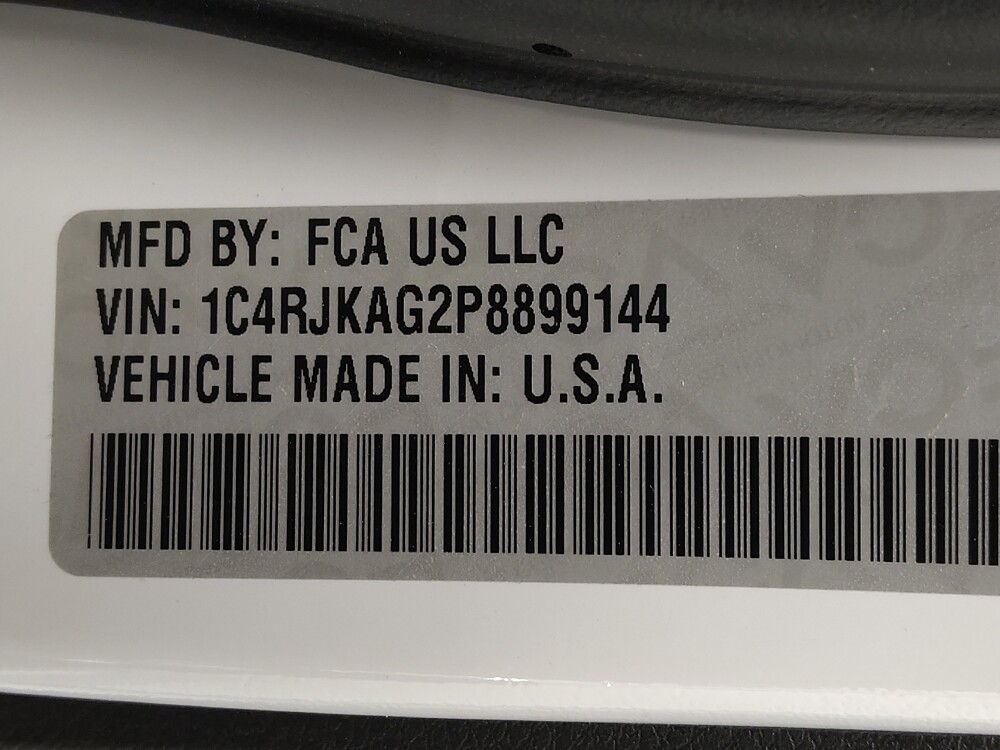 MFD BY: FCA US LLC
VIN: 1C4RJKAG2P8899144
VEHICLE MADE IN: U.S.A.